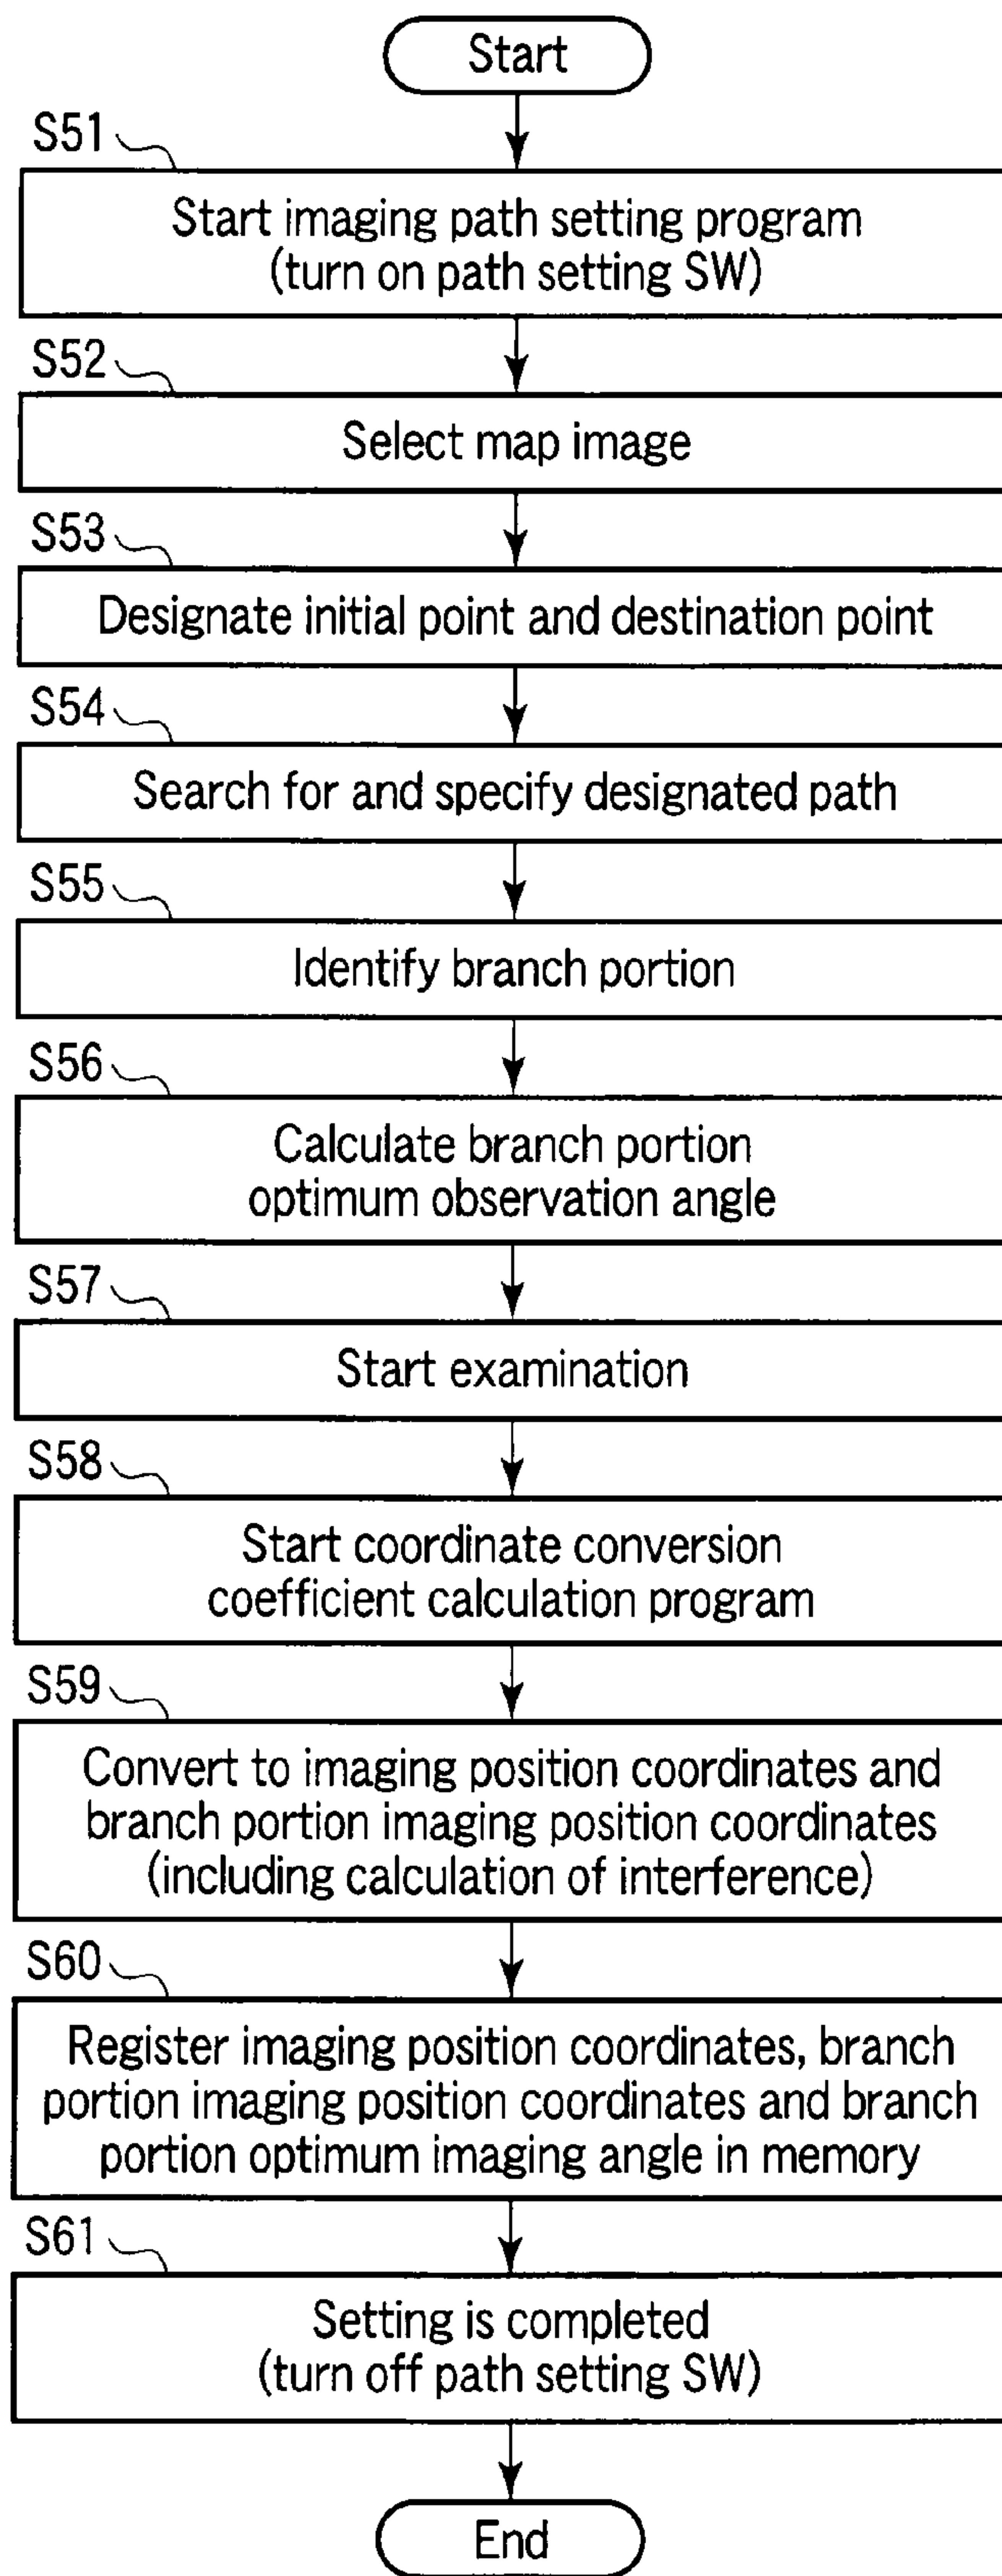 Start
S51
Start imaging path setting program
(turn on path setting SW)
S52
Select map image
S53
Designate initial point and destination point
S54
Search for and specify designated path
S55
Identify branch portion
S56
Calculate branch portion
optimum observation angle
S57
Start examination
S58
Start coordinate conversion
coefficient calculation program
S59
Convert to imaging position coordinates and
branch portion imaging position coordinates
(including calculation of interference)
S60
Register imaging position coordinates, branch
portion imaging position coordinates and branch
portion optimum imaging angle in memory
S61
Setting is completed
(turn off path setting SW)
End